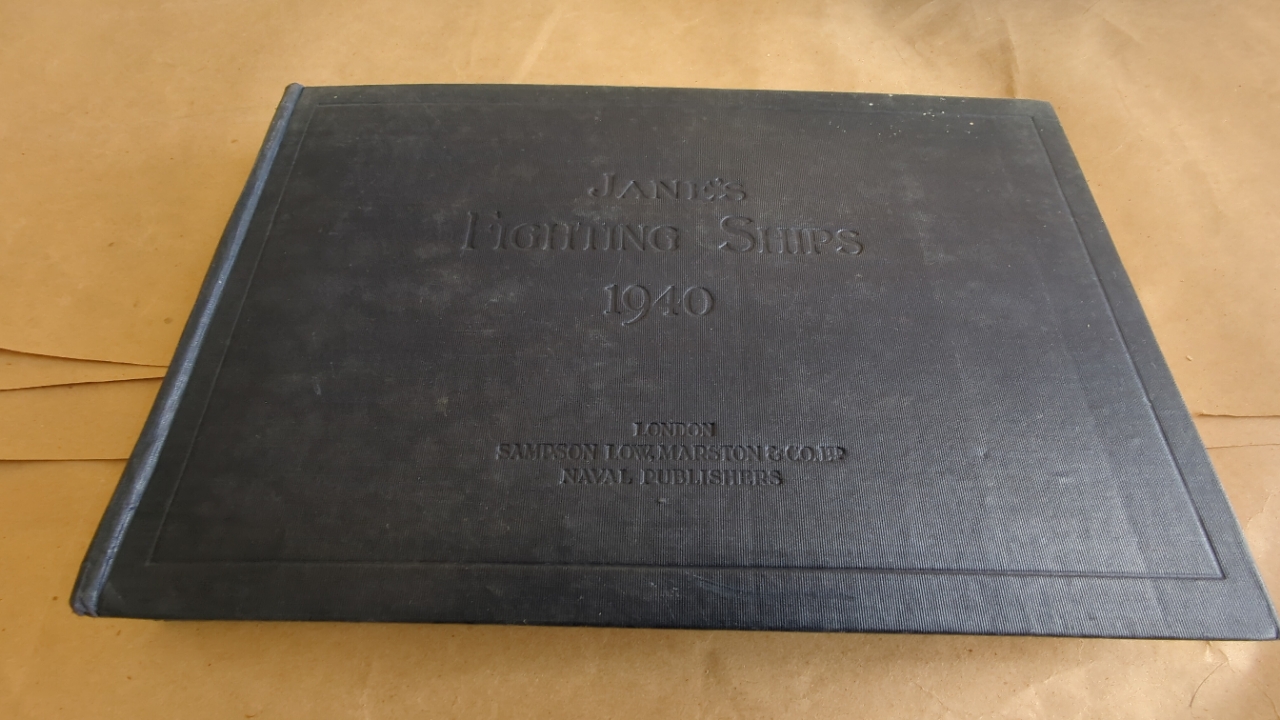 JANE'S
FIGHTING SHIPS
1940
LONDON
SAMPSON LOW, MARSTON & CO. LTD
NAVAL PUBLISHERS